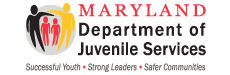 MARYLAND
Department of
Juvenile Services
Successful Youth • Strong Leaders • Safer Communities